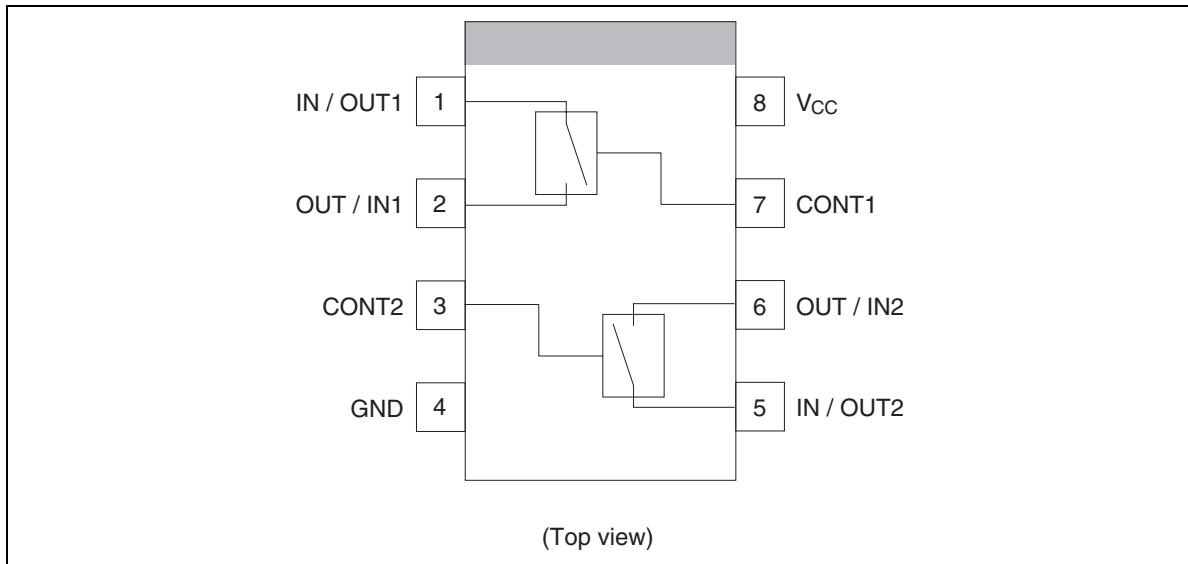 IN / OUT1 1 8 VCC
OUT / IN1 2 7 CONT1
CONT2 3 6 OUT / IN2
GND 4 5 IN / OUT2
(Top view)